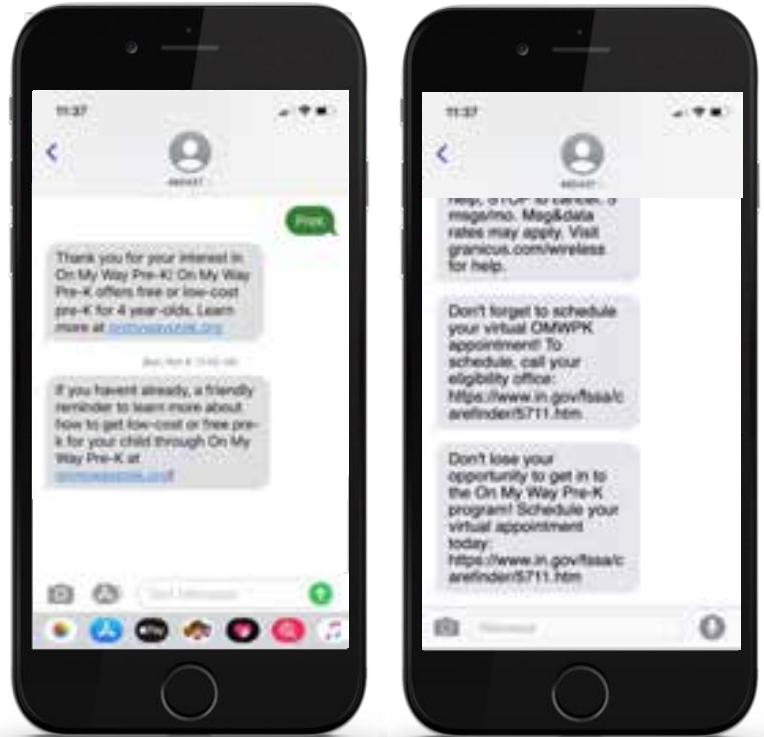 11:37
Thank you for your interest in
On My Way Pre-K! On My Way
Pre-K offers free or low-cost
pre-K for 4 year-olds. Learn
more at
If you havent already, a friendly
reminder to learn more about
how to get low-cost or free pre-
k for your child through On My
Way Pre-K at
11:37
help, STOP to cancel. 5
msgs/mo. Msg&data
rates may apply. Visit
granicus.com/wireless
for help.
Don't forget to schedule
your virtual OMWPK
appointment! To
schedule, call your
eligibility office:
https://www.in.gov/fssa/c
arefinder/5711.htm
Don't lose your
opportunity to get in to
the On My Way Pre-K
program! Schedule your
virtual appointment
today:
https://www.in.gov/fssa/c
arefinder/5711.htm